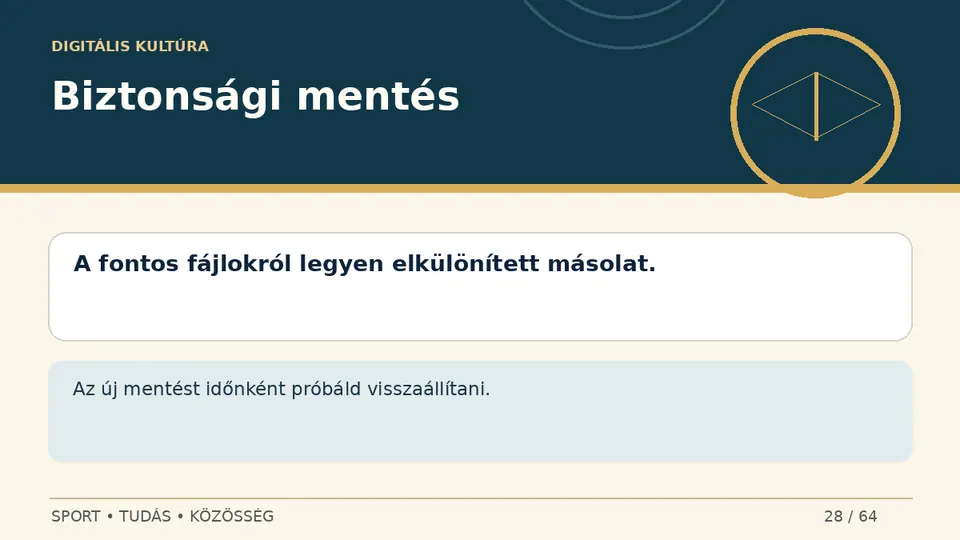 DIGITÁLIS KULTÚRA
Biztonsági mentés
A fontos fájlokról legyen elkülönített másolat.
Az új mentést időnként próbáld visszaállítani.
SPORT • TUDÁS • KÖZÖSSÉG
28 / 64